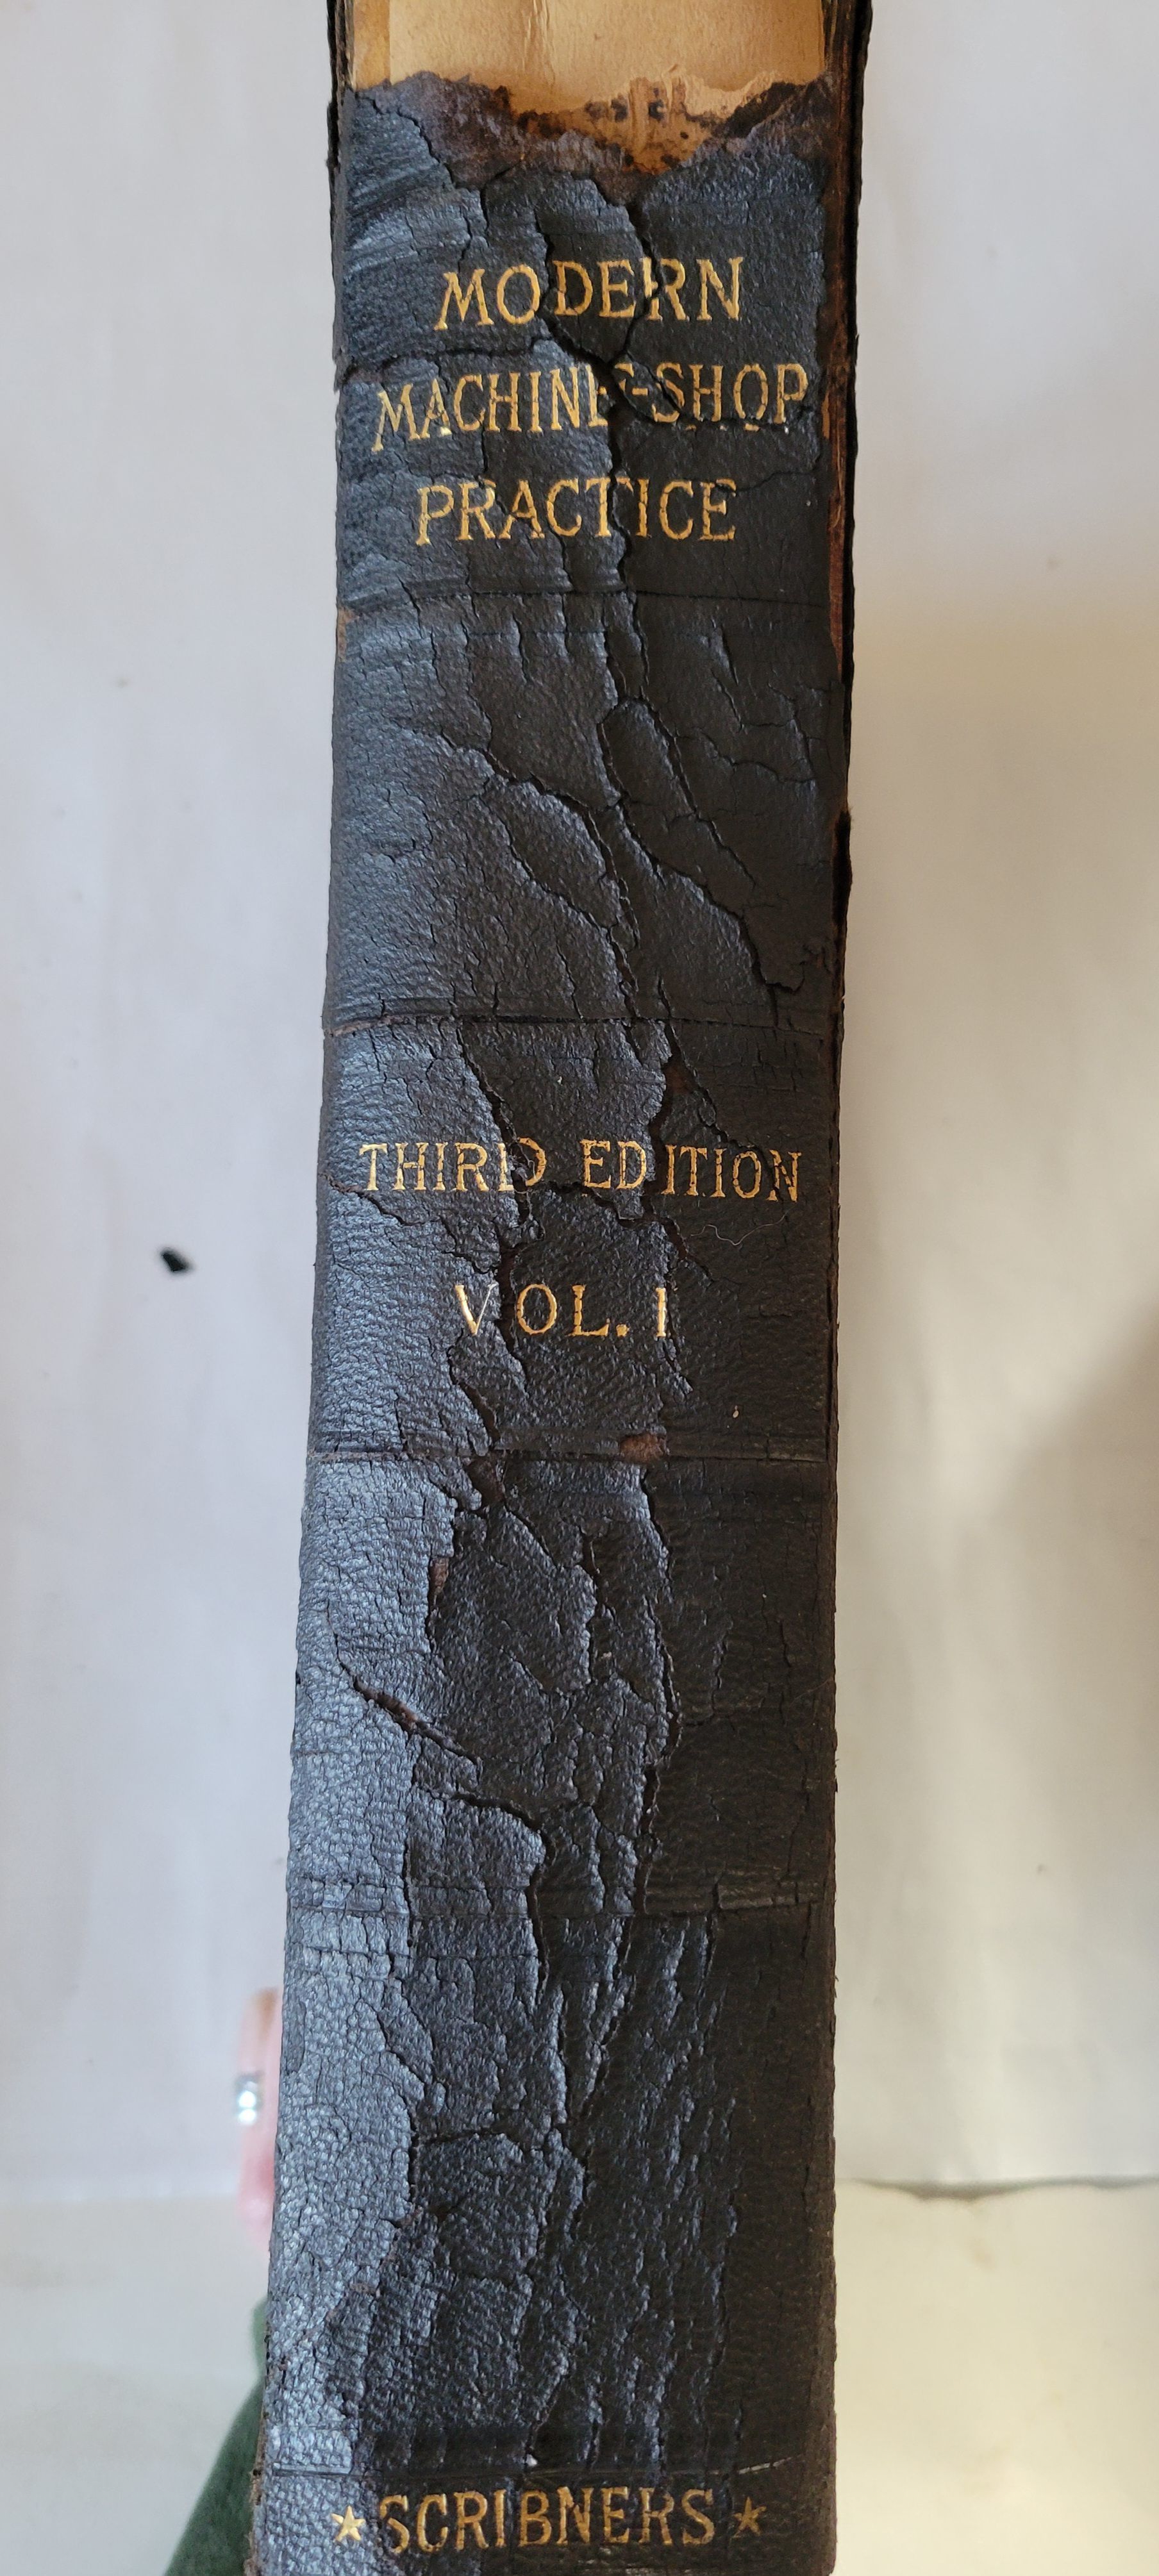 MODERN
MACHINE-SHOP
PRACTICE
THIRD EDITION
VOL. I
★ SCRIBNERS ★